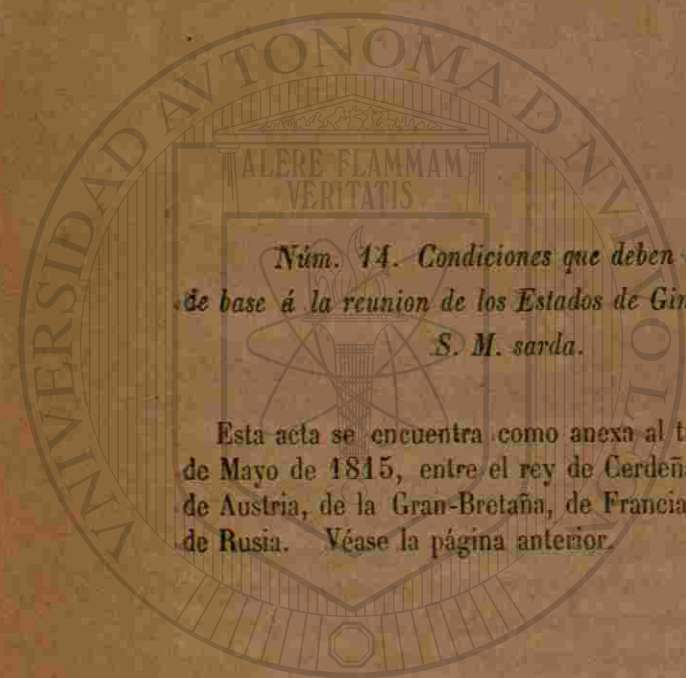 UNIVERSIDAD AUTONOMA DE NUEVO LEON
ALERE FLAMMAM
VERITATIS
Núm. 14. Condiciones que deben
de base á la reunion de los Estados de
S. M. sarda.
Esta acta se encuentra como anexa al
de Mayo de 1815, entre el rey de
de Austria, de la Gran-Bretaña, de Francia
de Rusia. Véase la página anterior.